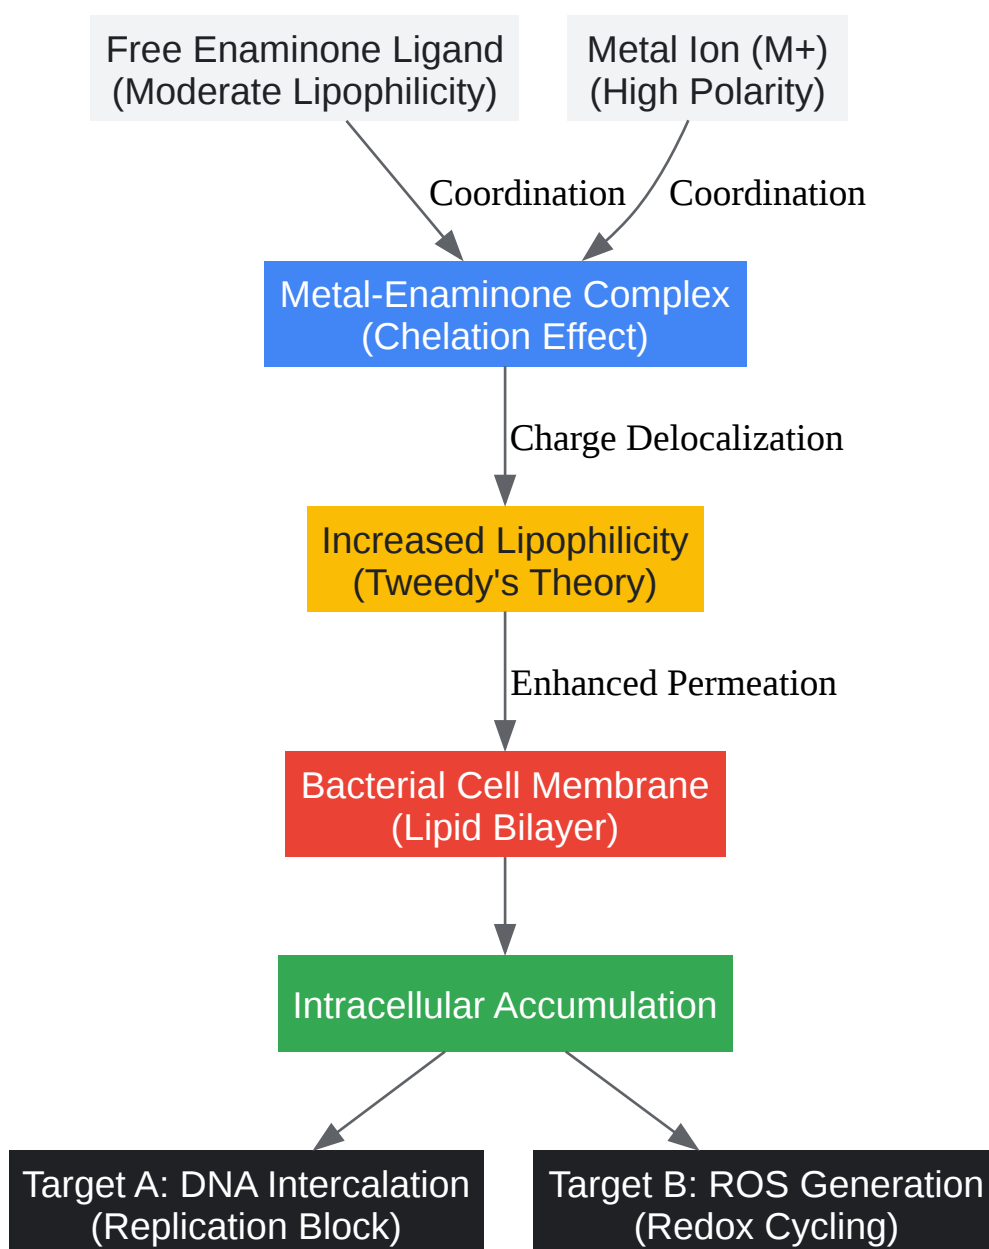 Free Enaminone Ligand
(Moderate Lipophilicity)
Metal Ion (M+)
(High Polarity)
Coordination
Coordination
Metal-Enaminone Complex
(Chelation Effect)
Charge Delocalization
Increased Lipophilicity
(Tweedy's Theory)
Enhanced Permeation
Bacterial Cell Membrane
(Lipid Bilayer)
Intracellular Accumulation
Target A: DNA Intercalation
(Replication Block)
Target B: ROS Generation
(Redox Cycling)